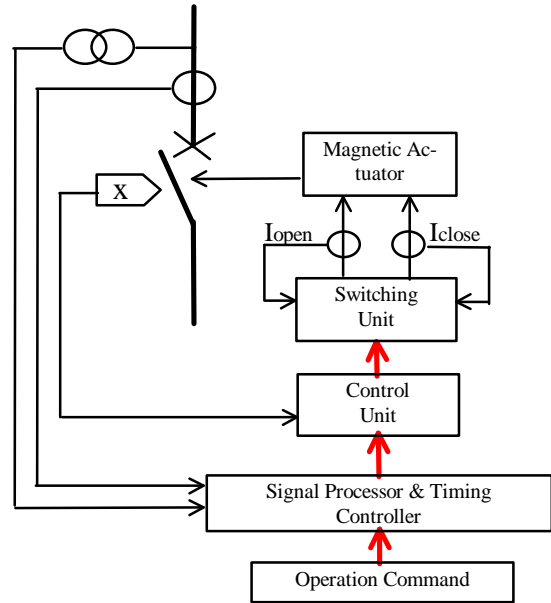 Magnetic Ac-
tuator
X
Iopen
Iclose
Switching
Unit
Control
Unit
Signal Processor & Timing
Controller
Operation Command